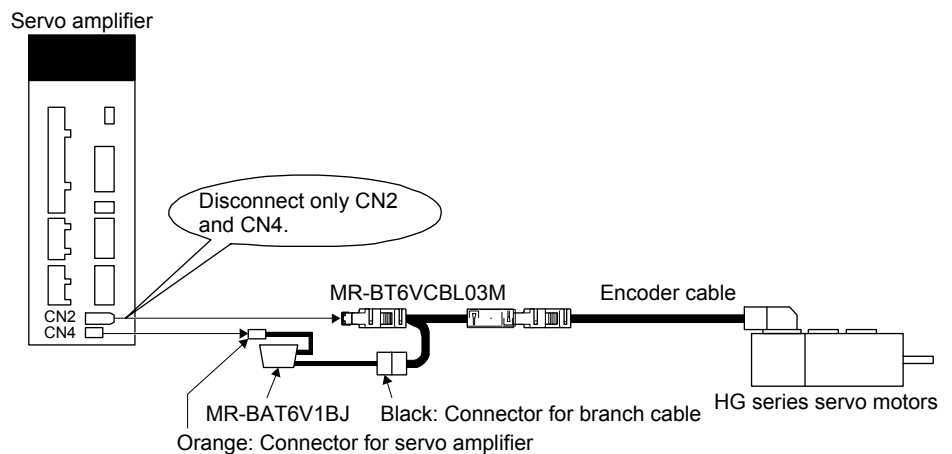 Servo amplifier
Disconnect only CN2
and CN4.
MR-BT6VCBL03M
Encoder cable
CN2
CN4
MR-BAT6V1BJ
Black: Connector for branch cable
HG series servo motors
Orange: Connector for servo amplifier